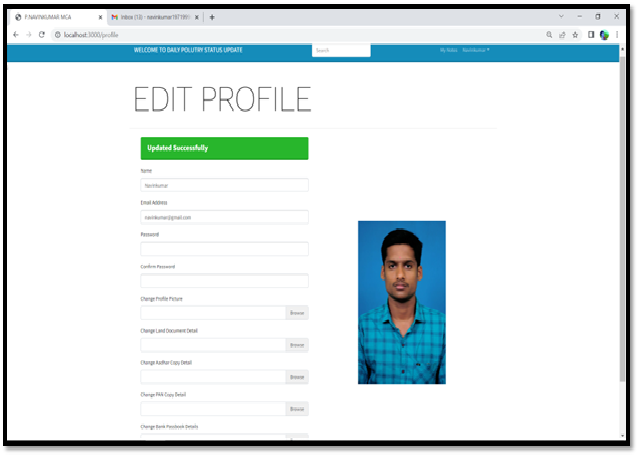 P.NAVINKUMAR MCA
Inbox (13) - navinkumar1971991
localhost:3000/profile
WELCOME TO DAILY POLUTRY STATUS UPDATE
Search
My Notes
Navinkumar
EDIT PROFILE
Updated Successfully
Name
Navinkumar
Email Address
navinkumar@gmail.com
Password
Confirm Password
Change Profile Picture
Browse
Change Land Document Detail
Browse
Change Aadhar Copy Detail
Browse
Change PAN Copy Detail
Browse
Change Bank Passbook Details